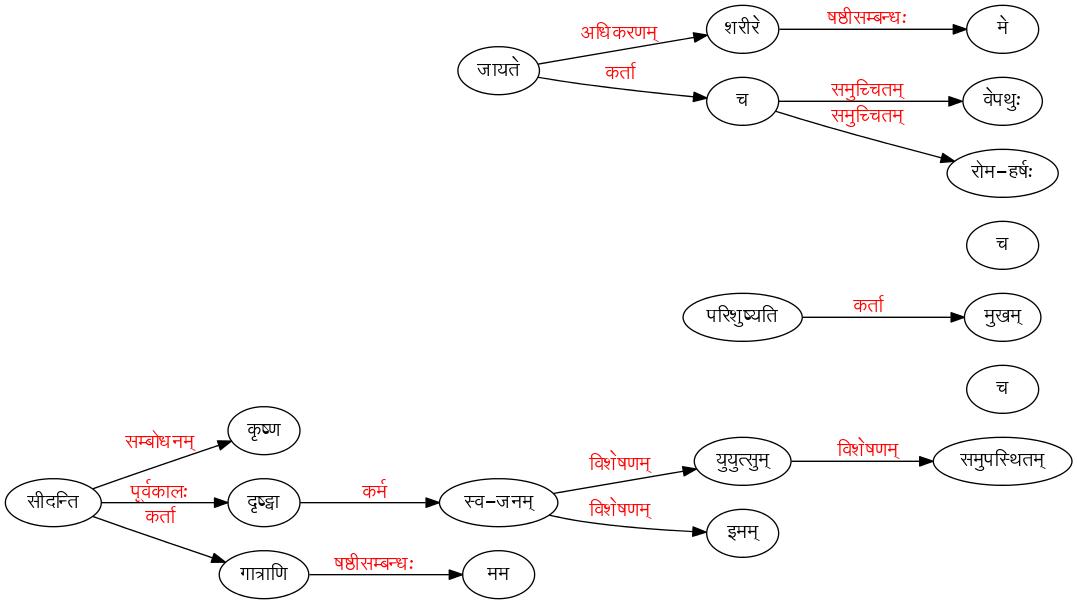 षष्ठीसम्बन्धः
शरीरे
मे
अधिकरणम्
जायते
कर्ता
समुच्चितम्
च
वेपथुः
समुच्चितम्
रोम-हर्षः
च
कर्ता
परिशुष्यति
मुखम्
च
कृष्ण
सम्बोधनम्
विशेषणम्
विशेषणम्
युयुत्सुम्
समुपस्थितम्
पूर्वकालः
कर्म
सीदन्ति
दृष्ट्वा
स्व-जनम्
कर्ता
विशेषणम्
इमम्
षष्ठीसम्बन्धः
गात्राणि
मम